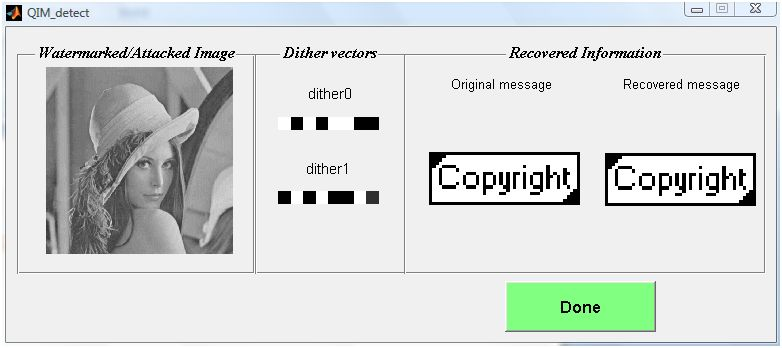 QIM_detect
Watermarked/Attacked Image
Dither vectors
Recovered Information
dither0
dither1
Original message
Recovered message
Copyright
Copyright
Done